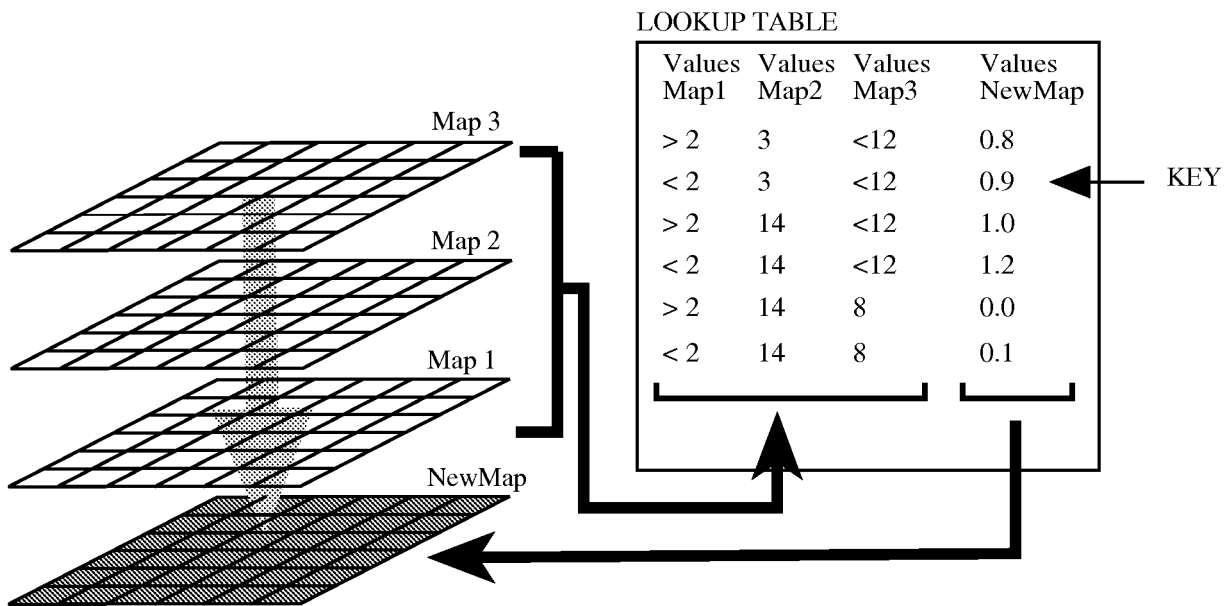 LOOKUP TABLE
Values Values Values Values
Map1 Map2 Map3 NewMap
> 2 3 <12 0.8
< 2 3 <12 0.9
> 2 14 <12 1.0
< 2 14 <12 1.2
> 2 14 8 0.0
< 2 14 8 0.1
KEY
Map 3
Map 2
Map 1
NewMap